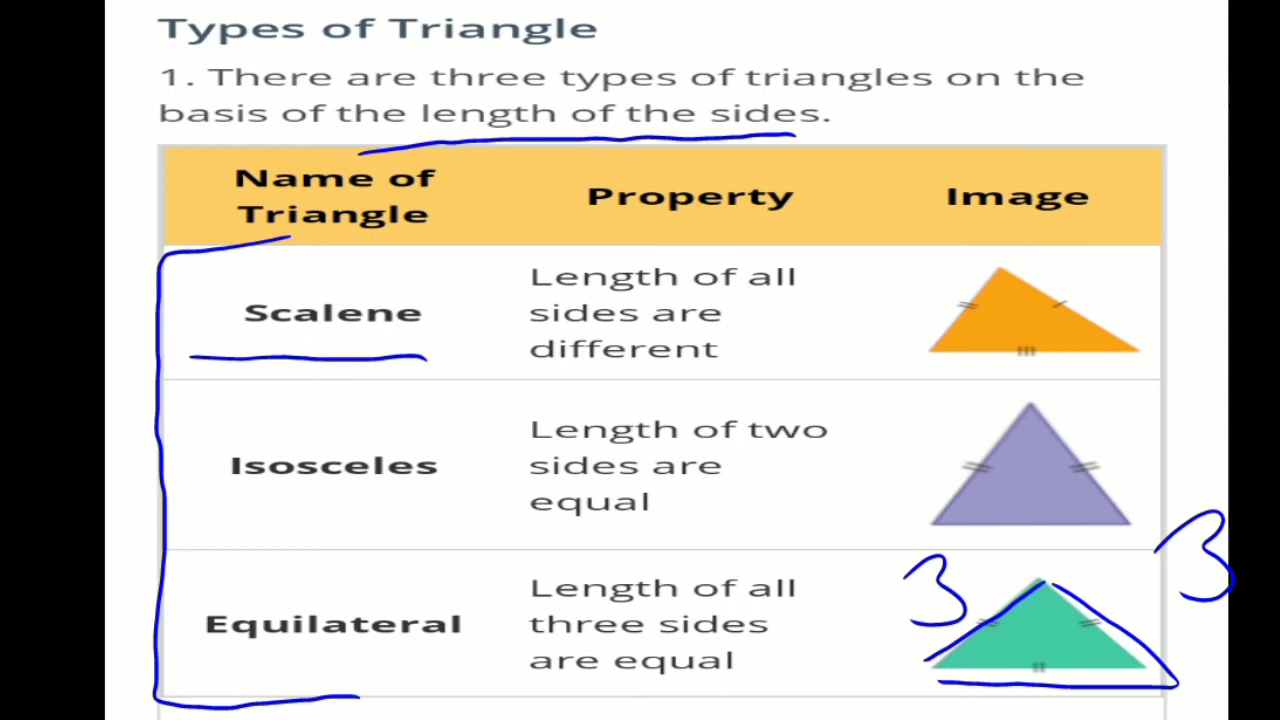 Types of Triangle
1. There are three types of triangles on the
basis of the length of the sides.
Name of
Triangle
Property
Image
Scalene
Length of all
sides are
different
Isosceles
Length of two
sides are
equal
Equilateral
Length of all
three sides
are equal
3
3